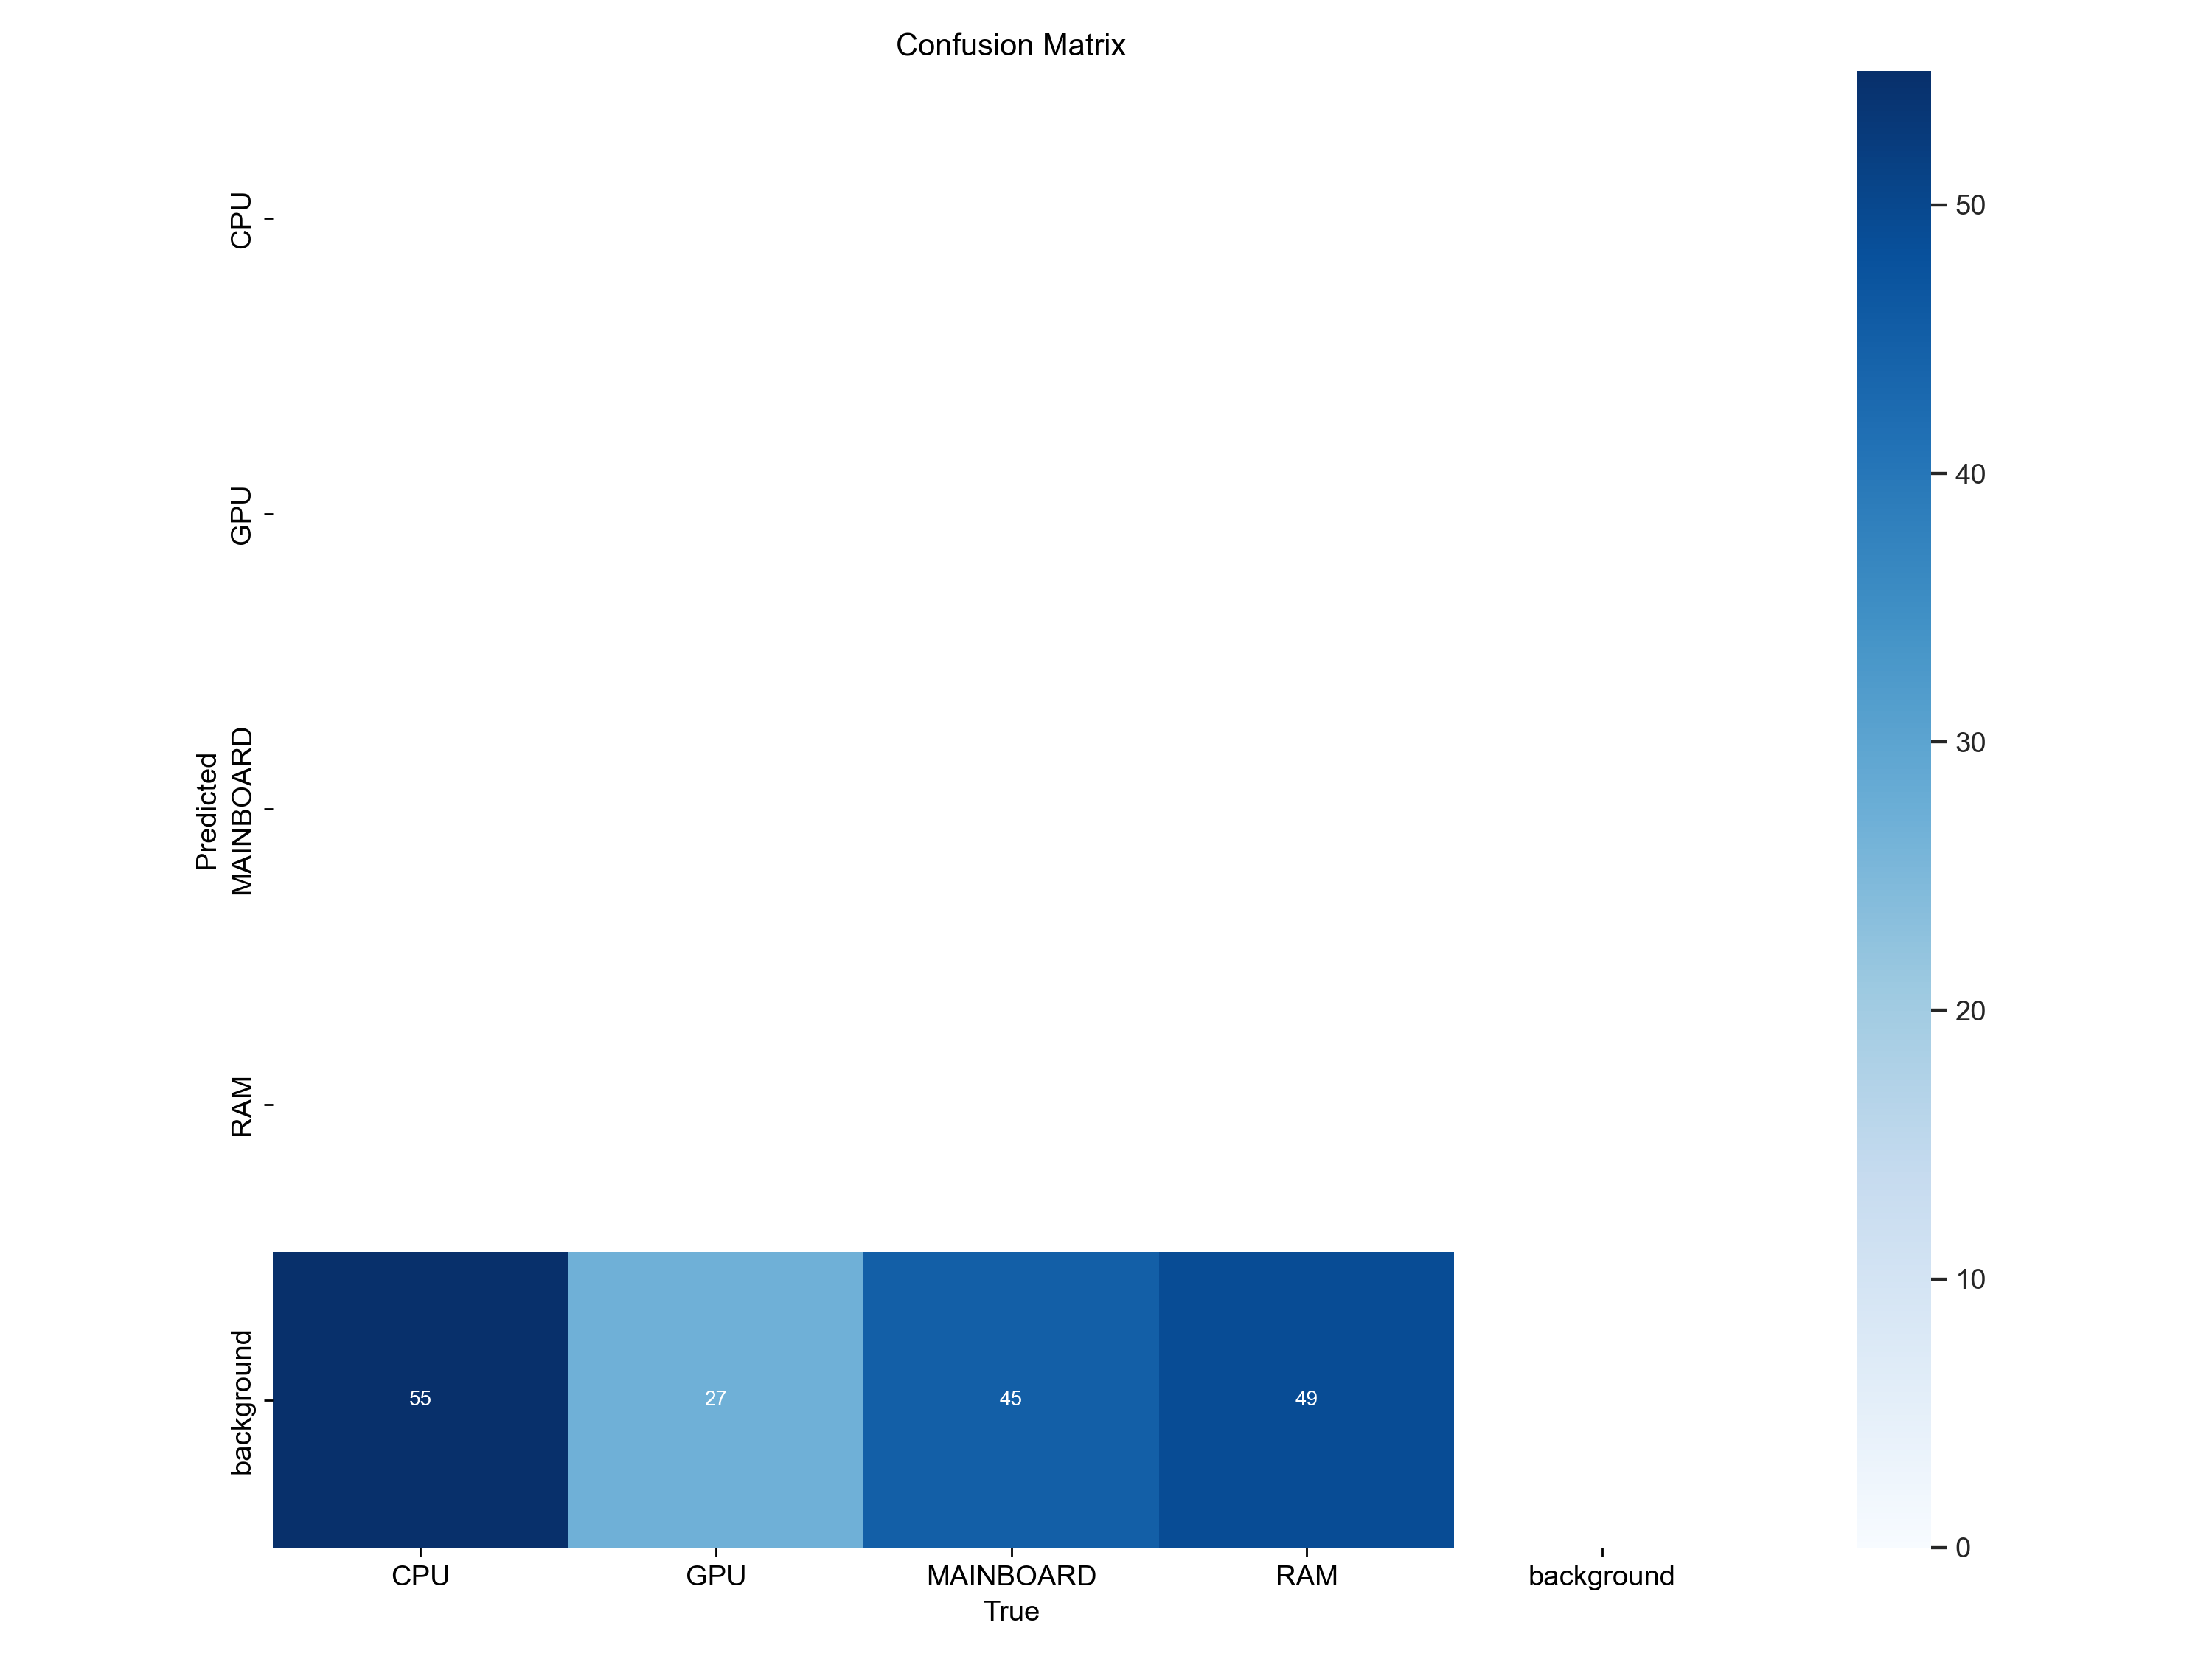 Confusion Matrix
CPU
GPU
MAINBOARD
RAM
background
Predicted
55
27
45
49
CPU
GPU
MAINBOARD
RAM
background
True
50
40
30
20
10
0